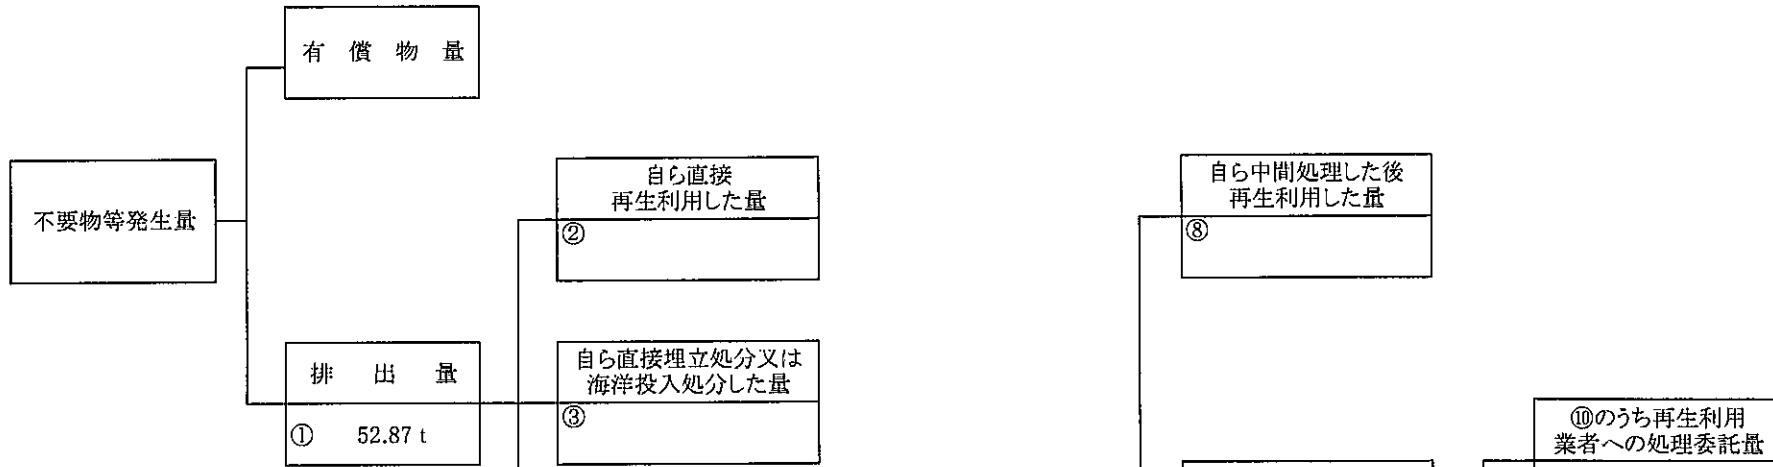 有償物量
不要物等発生量
自ら直接
再生利用した量
②
自ら中間処理した後
再生利用した量
⑧
排出量
① 52.87 t
自ら直接埋立処分又は
海洋投入処分した量
③
⑩のうち再生利用
業者への処理委託量